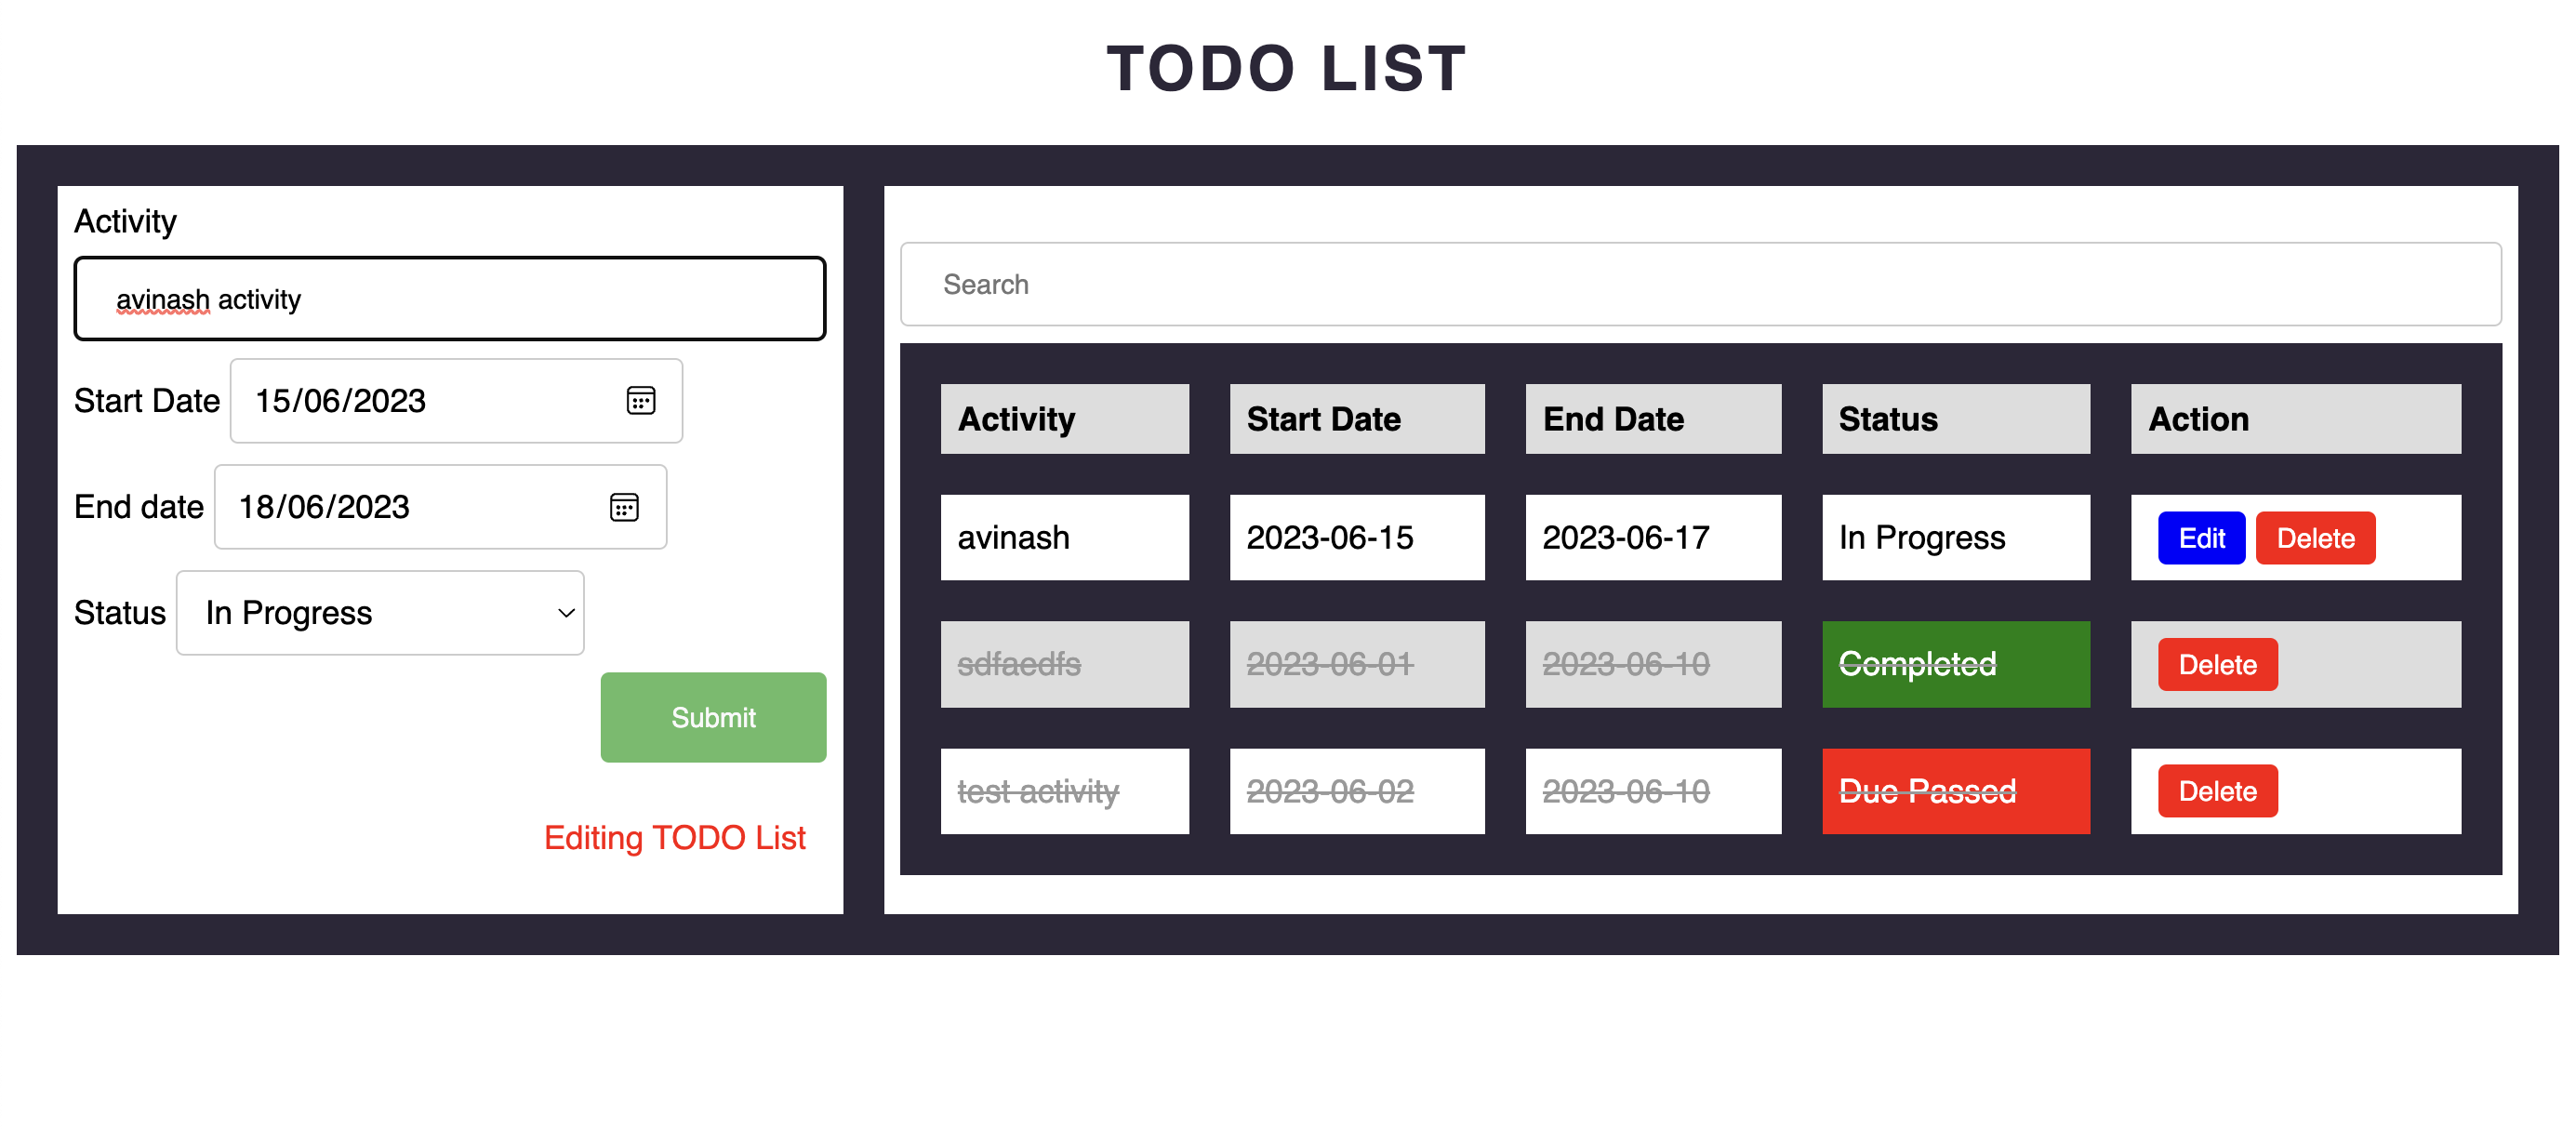 TODO LIST
Activity
avinash activity
Start Date 15/06/2023
End date 18/06/2023
Status In Progress
Submit
Editing TODO List
Search
Activity Start Date End Date Status Action
avinash 2023-06-15 2023-06-17 In Progress Edit Delete
sdfaedfs 2023-06-01 2023-06-10 Completed Delete
test activity 2023-06-02 2023-06-10 Due Passed Delete